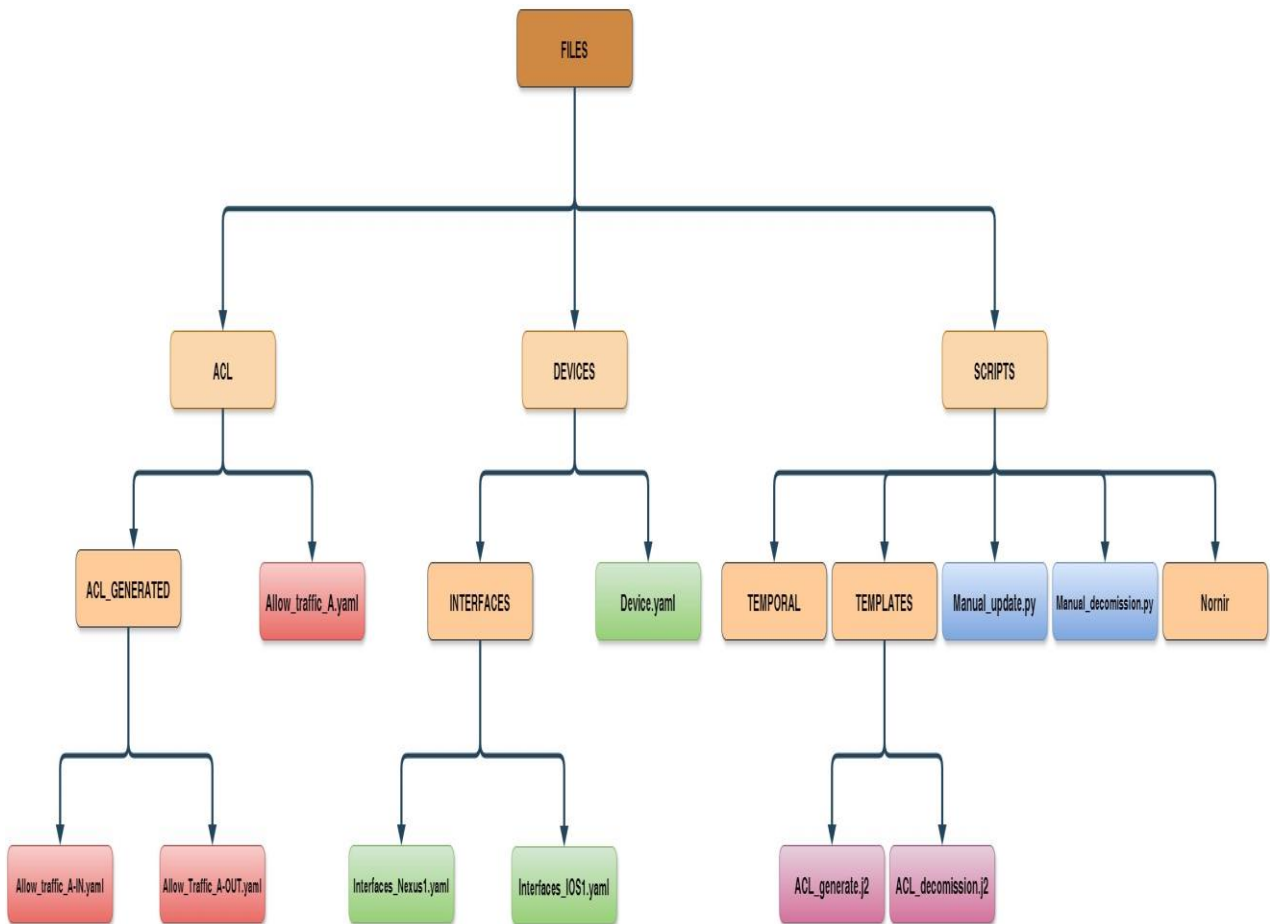 FILES
ACL
DEVICES
SCRIPTS
ACL_GENERATED
Allow_traffic_A.yaml
INTERFACES
Device.yaml
TEMPORAL
TEMPLATES
Manual_update.py
Manual_decomission.py
Nornir
Allow_traffic_A-IN.yaml
Allow_Traffic_A-OUT.yaml
Interfaces_Nexus1.yaml
Interfaces_IOS1.yaml
ACL_generate.j2
ACL_decomission.j2